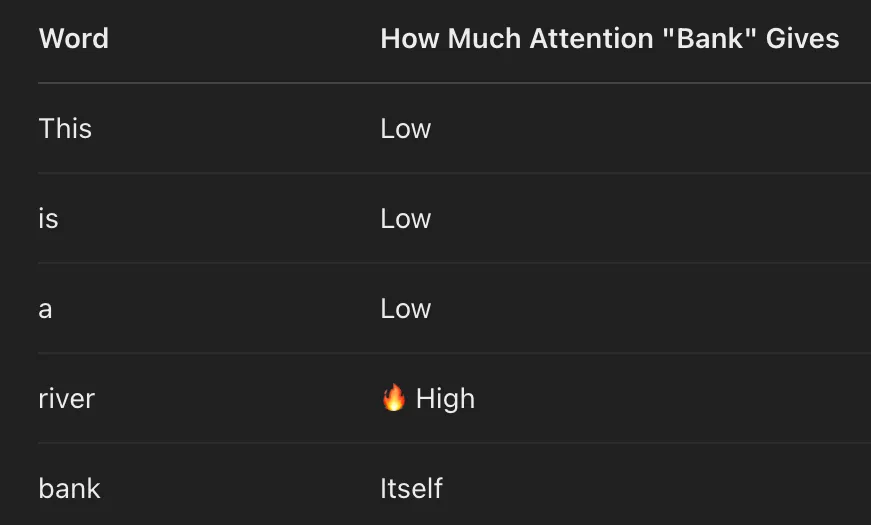 Word How Much Attention "Bank" Gives
This Low
is Low
a Low
river 🔥 High
bank Itself